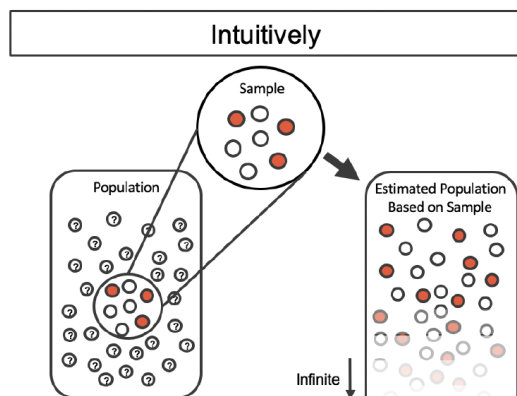 Intuitively
Sample
Population
Estimated Population
Based on Sample
? ? ? ? ? ? ? ? ? ? ? ? ? ? ? ? ? ? ? ? ? ? ? ? ? ?
Infinite